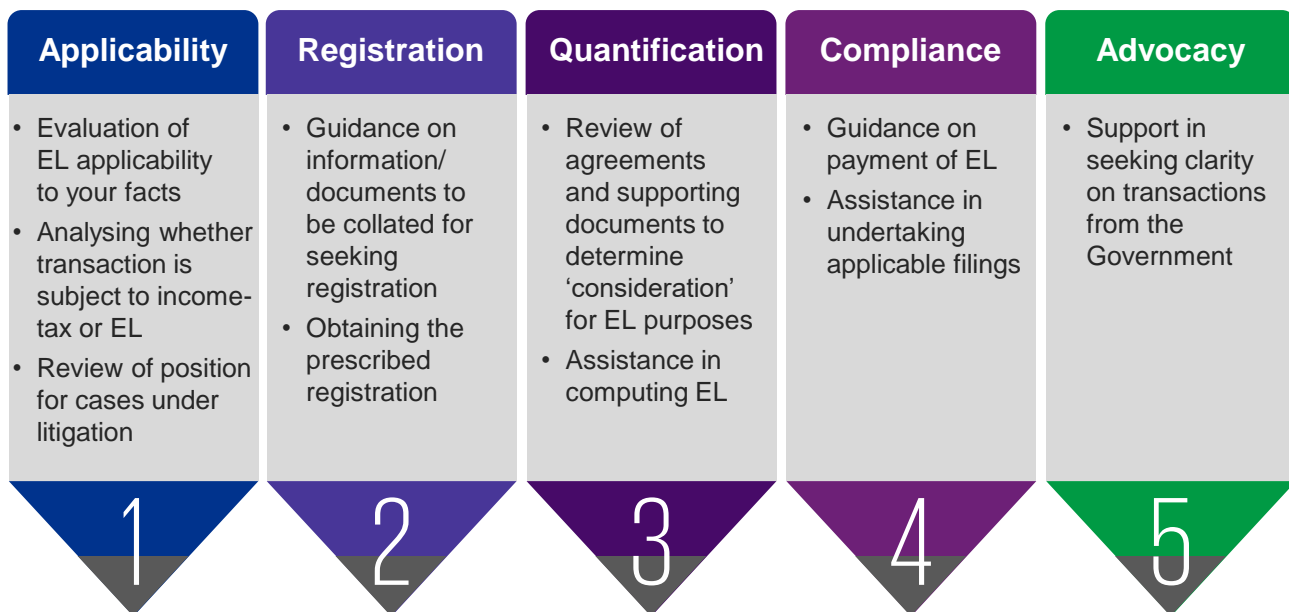 Applicability
• Evaluation of
EL applicability
to your facts
• Analysing whether
transaction is
subject to income-
tax or EL
• Review of position
for cases under
litigation
1
Registration
• Guidance on
information/
documents to
be collated for
seeking
registration
• Obtaining the
prescribed
registration
2
Quantification
• Review of
agreements
and supporting
documents to
determine
‘consideration’
for EL purposes
• Assistance in
computing EL
3
Compliance
• Guidance on
payment of EL
• Assistance in
undertaking
applicable filings
4
Advocacy
• Support in
seeking clarity
on transactions
from the
Government
5